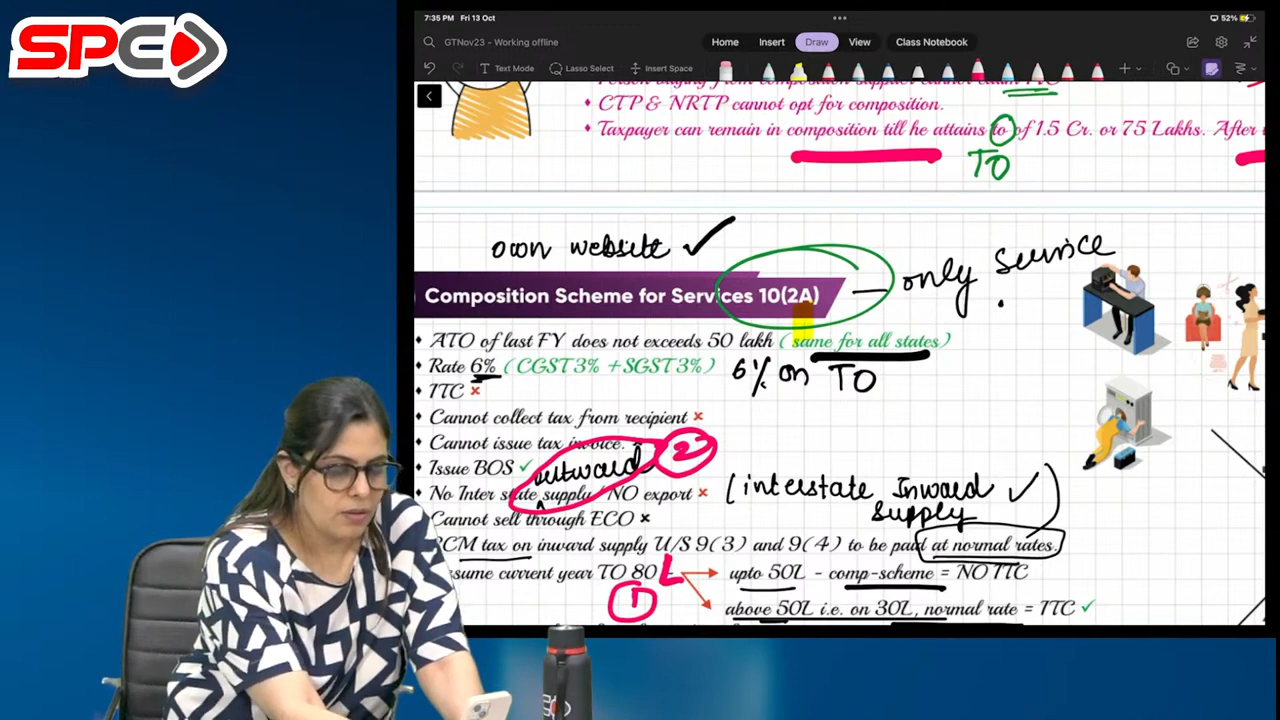 SPC
7:35 PM Fri 13 Oct
52%
GTNov23 - Working offline
Home Insert Draw View Class Notebook
Text Mode Lasso Select Insert Space
composition supplier cannot
CTP & NRTP cannot opt for composition.
Taxpayer can remain in composition till he attains to of 1.5 Cr. or 75 Lakhs. After
TO
own website ✓
only service
Composition Scheme for Services 10(2A)
ATO of last FY does not exceeds 50 lakh (same for all states)
Rate 6% (CGST 3% + SGST 3%)
6% on TO
ITC ×
Cannot collect tax from recipient ×
Cannot issue tax invoice.
2
Issue BOS ✓
outward
No Inter state supply / NO export ×
(interstate Inward ✓)
supply
Cannot sell through ECO ×
RCM tax on inward supply U/S 9(3) and 9(4) to be paid at normal rates.
ssume current year TO 80 L
upto 50L - comp-scheme = NO ITC
1
above 50L i.e. on 30L, normal rate = ITC ✓